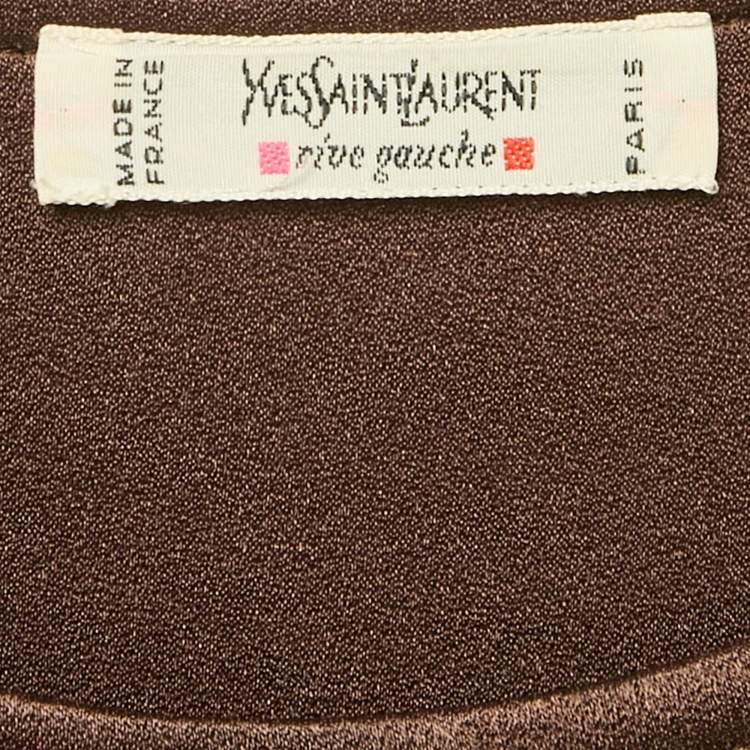 MADE IN
FRANCE
YVES SAINT LAURENT
rive gauche
PARIS